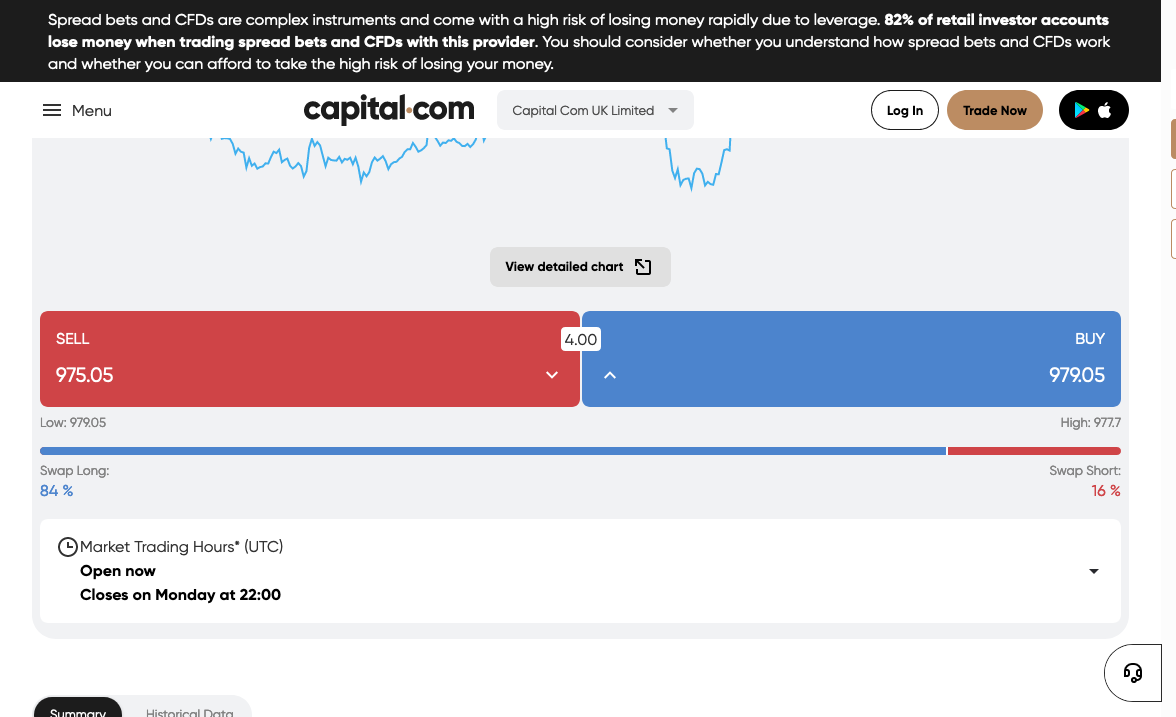 Spread bets and CFDs are complex instruments and come with a high risk of losing money rapidly due to leverage. 82% of retail investor accounts
lose money when trading spread bets and CFDs with this provider. You should consider whether you understand how spread bets and CFDs work
and whether you can afford to take the high risk of losing your money.
Menu
capital.com
Capital Com UK Limited
Log In
Trade Now
View detailed chart
SELL
4.00
BUY
975.05
979.05
Low: 979.05
High: 977.7
Swap Long:
Swap Short:
84 %
16 %
Market Trading Hours* (UTC)
Open now
Closes on Monday at 22:00
Summary
Historical Data